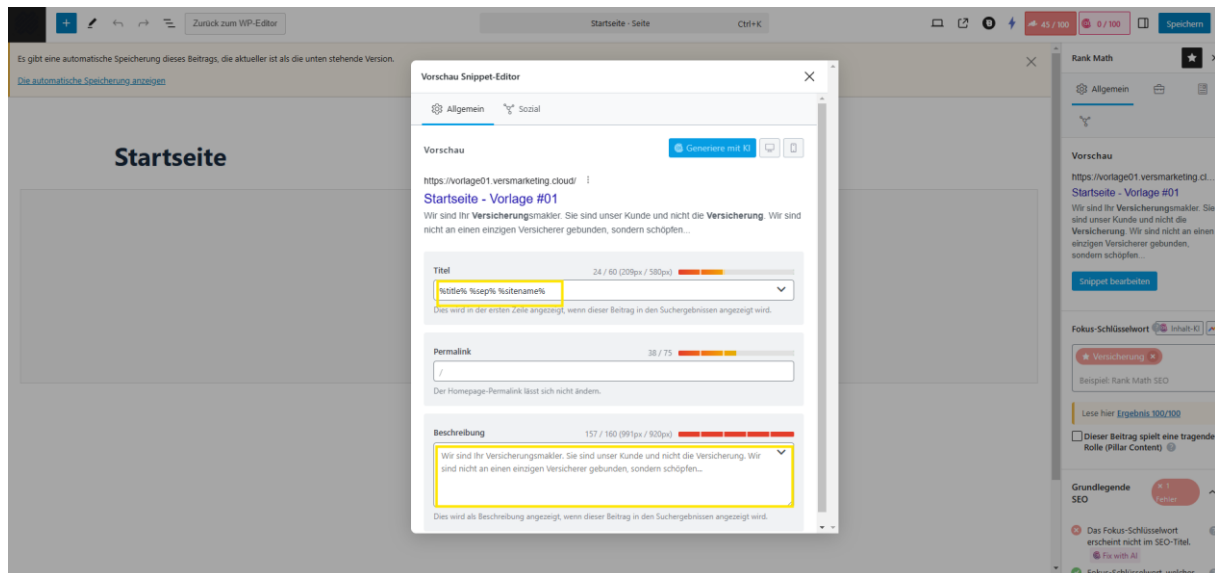 Zurück zum WP-Editor
Startseite - Seite
Ctrl+K
45 / 100
0 / 100
Speichern
Es gibt eine automatische Speicherung dieses Beitrags, die aktueller ist als die unten stehende Version.
Die automatische Speicherung anzeigen
Startseite
Vorschau Snippet-Editor
Allgemein
Sozial
Vorschau
Generiere mit KI
https://vorlage01.versmarketing.cloud/
Startseite - Vorlage #01
Wir sind Ihr Versicherungsmakler. Sie sind unser Kunde und nicht die Versicherung. Wir sind
nicht an einen einzigen Versicherer gebunden, sondern schöpfen...
Titel
24 / 60 (209px / 580px)
%title% %sep% %sitename%
Dies wird in der ersten Zeile angezeigt, wenn dieser Beitrag in den Suchergebnissen angezeigt wird.
Permalink
38 / 75
/
Der Homepage-Permalink lässt sich nicht ändern.
Beschreibung
157 / 160 (991px / 920px)
Wir sind Ihr Versicherungsmakler. Sie sind unser Kunde und nicht die Versicherung. Wir
sind nicht an einen einzigen Versicherer gebunden, sondern schöpfen...
Dies wird als Beschreibung angezeigt, wenn dieser Beitrag in den Suchergebnissen angezeigt wird.
Rank Math
Allgemein
Vorschau
https://vorlage01.versmarketing.cl...
Startseite - Vorlage #01
Wir sind Ihr Versicherungsmakler. Sie
sind unser Kunde und nicht die
Versicherung. Wir sind nicht an einen
einzigen Versicherer gebunden,
sondern schöpfen...
Snippet bearbeiten
Fokus-Schlüsselwort
Inhalt-KI
Versicherung
Beispiel: Rank Math SEO
Lese hier Ergebnis 100/100
Dieser Beitrag spielt eine tragende
Rolle (Pillar Content)
Grundlegende
SEO
× 1
Fehler
Das Fokus-Schlüsselwort
erscheint nicht im SEO-Titel.
Fix with AI
Fokus-Schlüsselwort, welcher